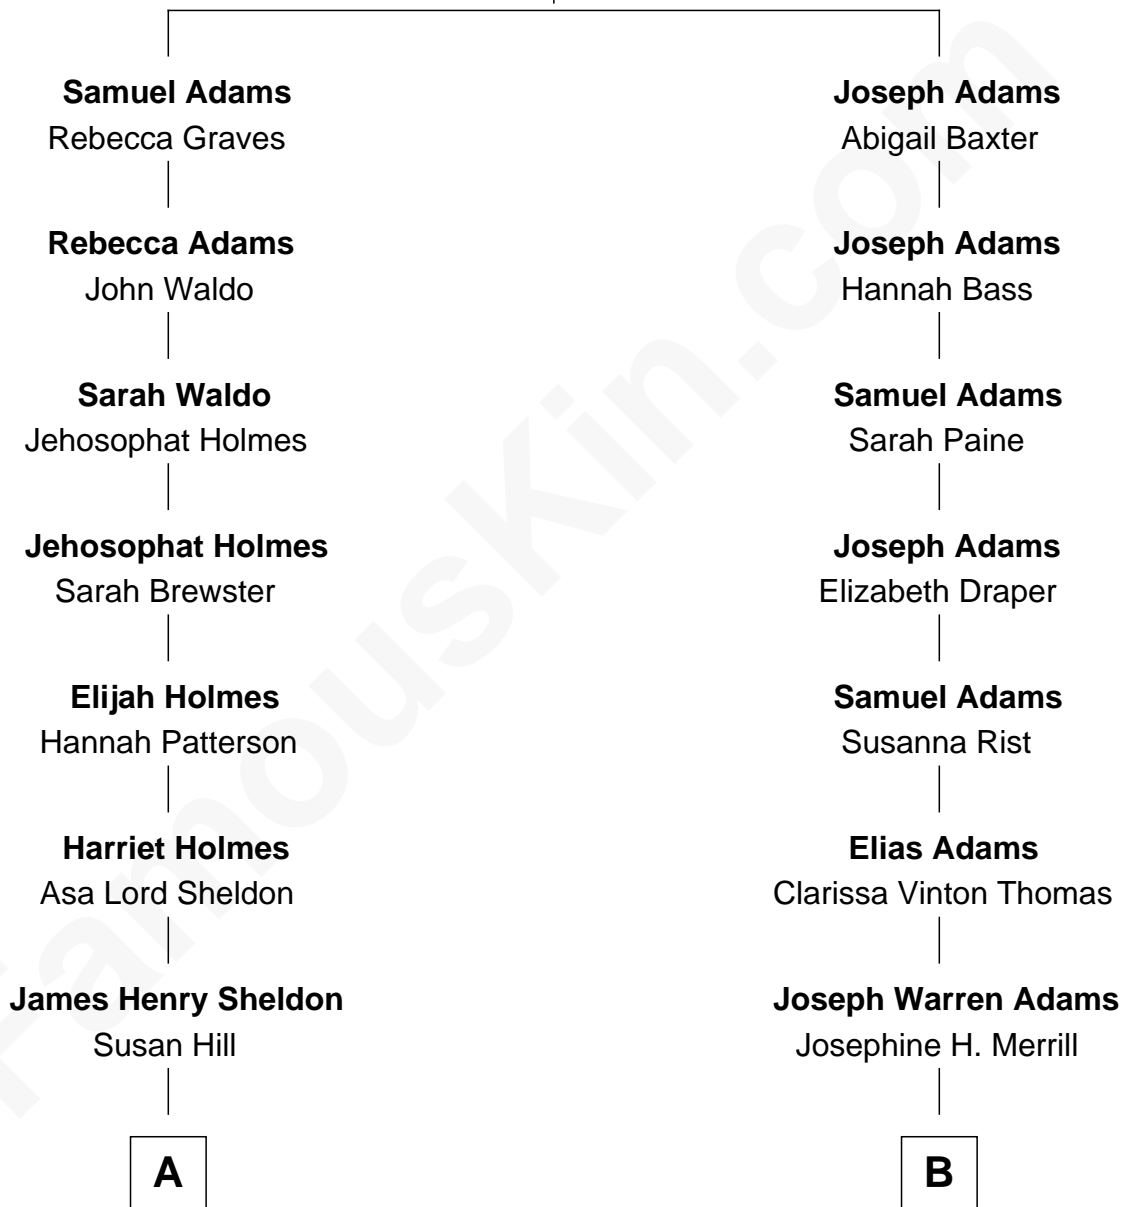 Samuel Adams
Rebecca Graves
Rebecca Adams
John Waldo
Sarah Waldo
Jehosophat Holmes
Jehosophat Holmes
Sarah Brewster
Elijah Holmes
Hannah Patterson
Harriet Holmes
Asa Lord Sheldon
James Henry Sheldon
Susan Hill
A
Joseph Adams
Abigail Baxter
Joseph Adams
Hannah Bass
Samuel Adams
Sarah Paine
Joseph Adams
Elizabeth Draper
Samuel Adams
Susanna Rist
Elias Adams
Clarissa Vinton Thomas
Joseph Warren Adams
Josephine H. Merrill
B
FamousKin.com